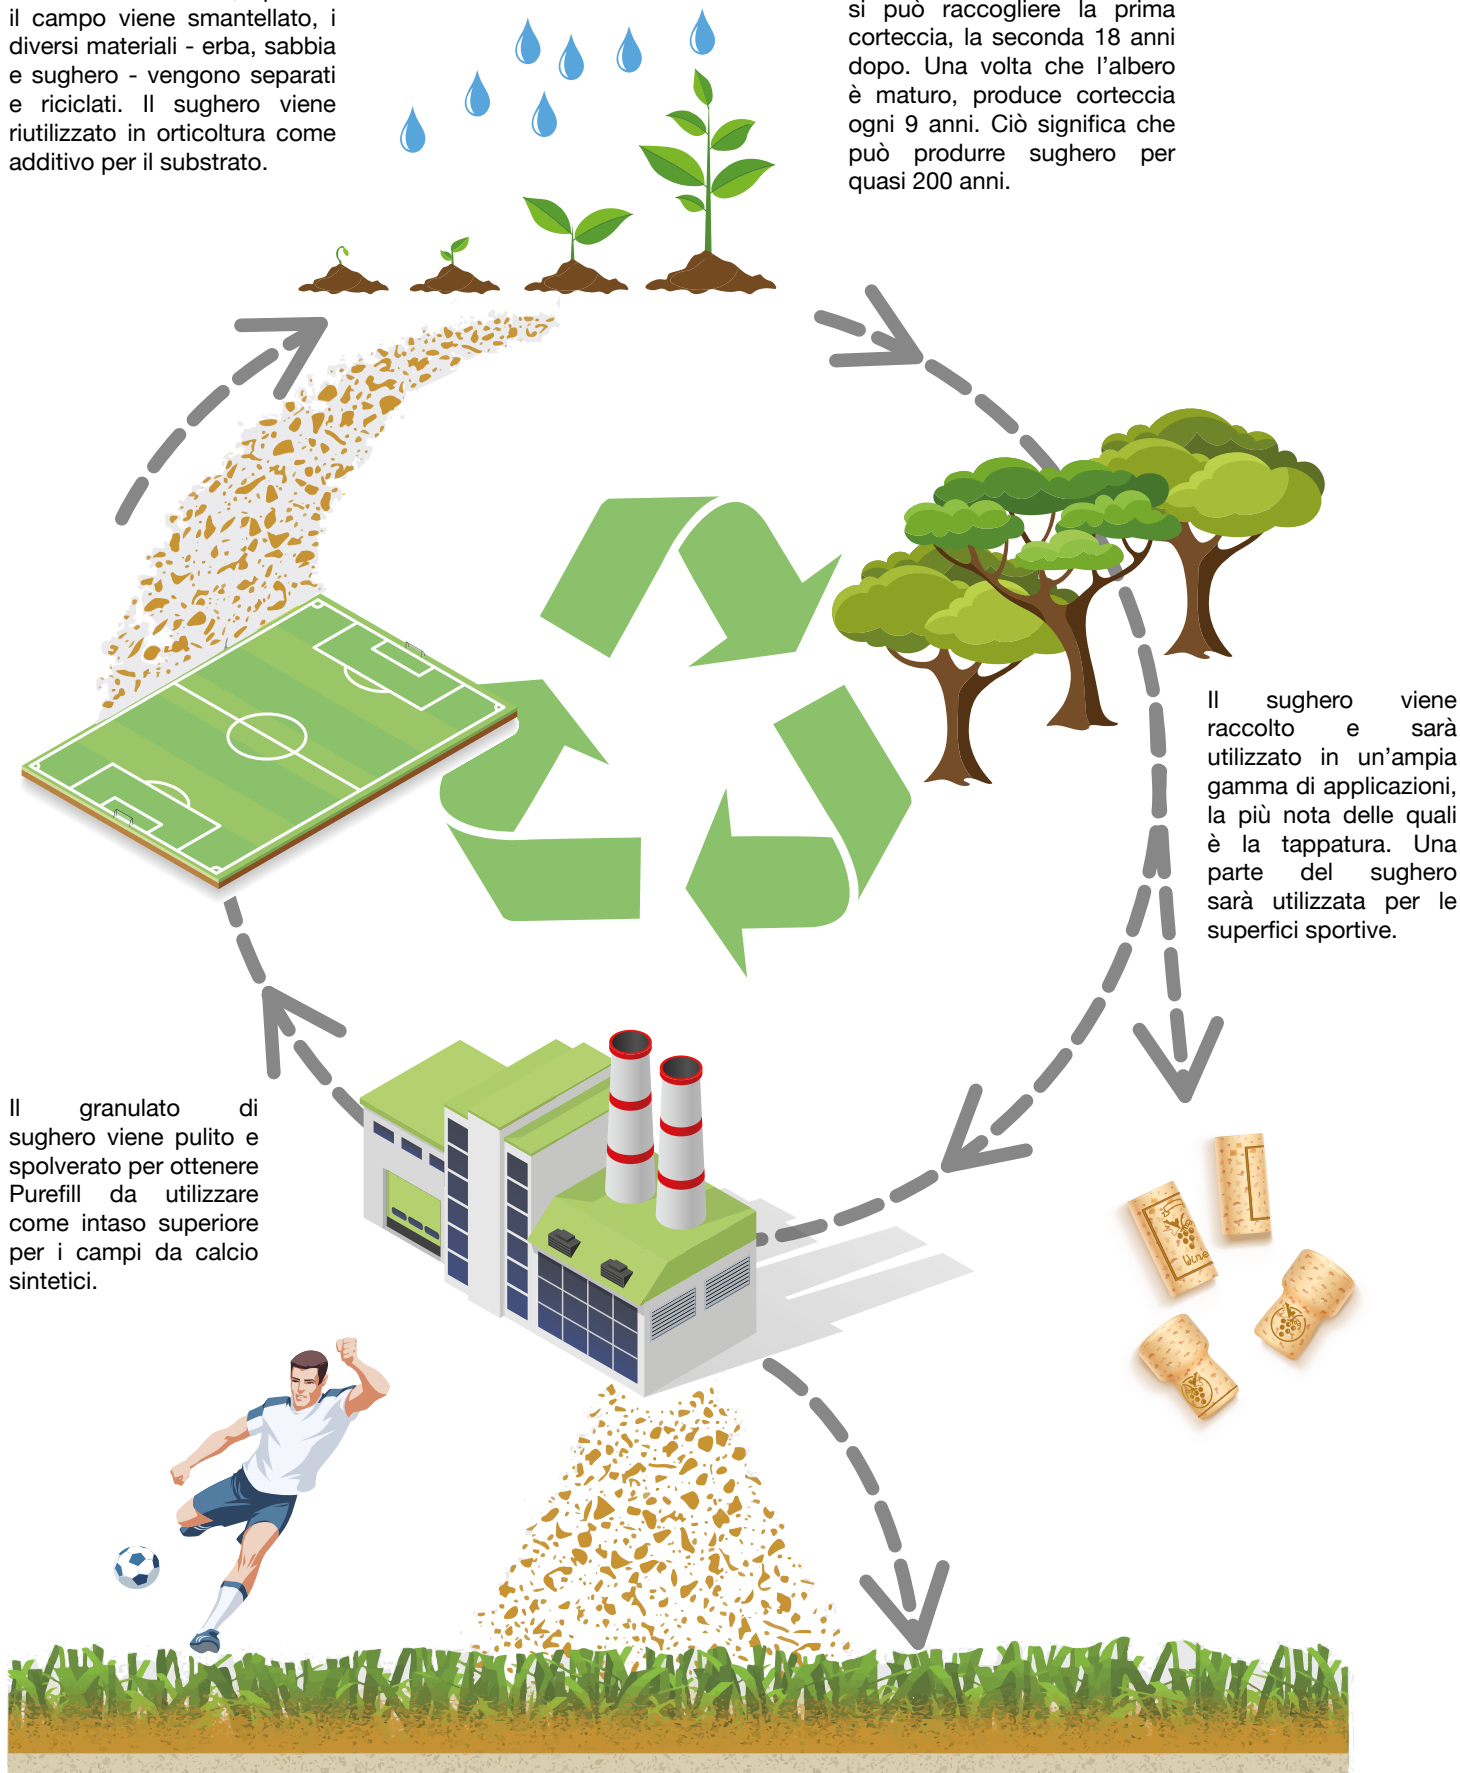 il campo viene smantellato, i
diversi materiali - erba, sabbia
e sughero - vengono separati
e riciclati. Il sughero viene
riutilizzato in orticoltura come
additivo per il substrato.
si può raccogliere la prima
corteccia, la seconda 18 anni
dopo. Una volta che l’albero
è maturo, produce corteccia
ogni 9 anni. Ciò significa che
può produrre sughero per
quasi 200 anni.
Il sughero viene
raccolto e sarà
utilizzato in un’ampia
gamma di applicazioni,
la più nota delle quali
è la tappatura. Una
parte del sughero
sarà utilizzata per le
superfici sportive.
Il granulato di
sughero viene pulito e
spolverato per ottenere
Purefill da utilizzare
come intaso superiore
per i campi da calcio
sintetici.
Wine